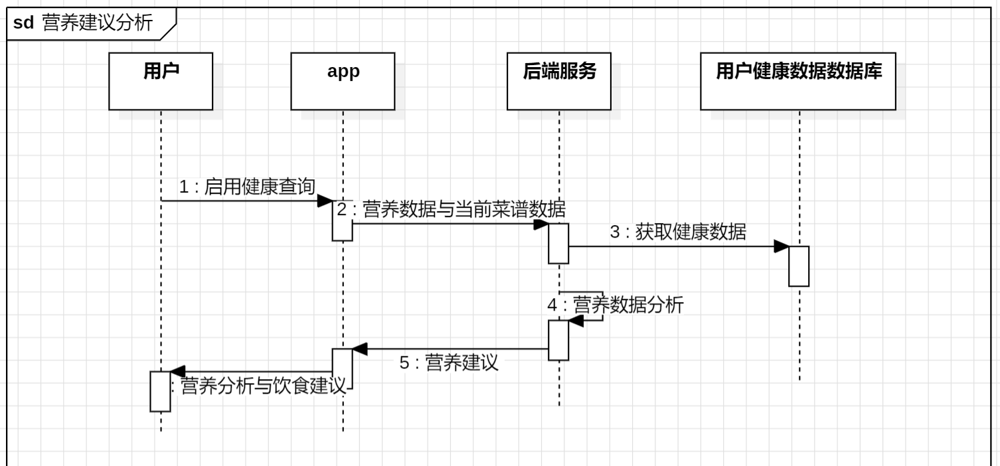 sd 营养建议分析
用户
app
后端服务
用户健康数据数据库
1 : 启用健康查询
2 : 营养数据与当前菜谱数据
3 : 获取健康数据
4 : 营养数据分析
5 : 营养建议
: 营养分析与饮食建议